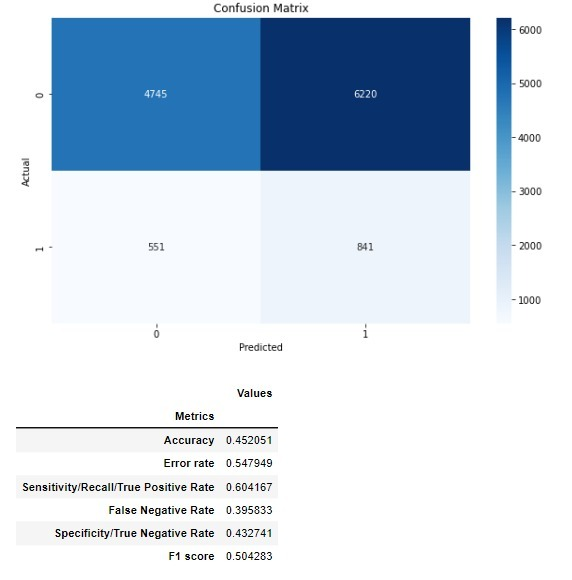 Confusion Matrix
0
4745
6220
Actual
1
551
841
0
1
Predicted
6000
5000
4000
3000
2000
1000
Values
Metrics
Accuracy 0.452051
Error rate 0.547949
Sensitivity/Recall/True Positive Rate 0.604167
False Negative Rate 0.395833
Specificity/True Negative Rate 0.432741
F1 score 0.504283